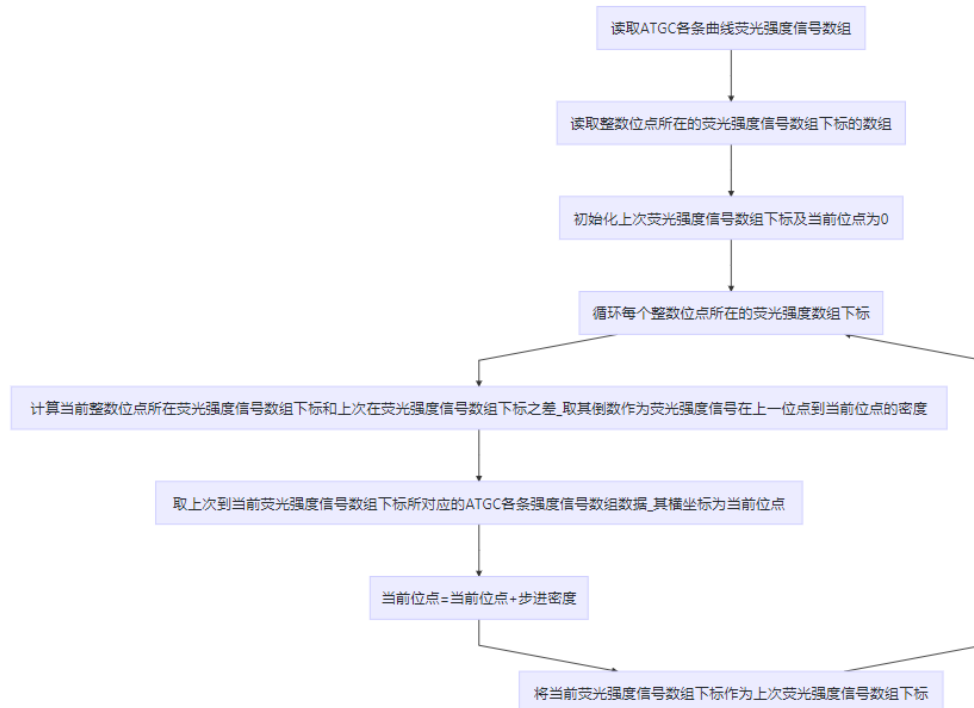 读取ATGC各条曲线荧光强度信号数组
读取整数位点所在的荧光强度信号数组下标的数组
初始化上次荧光强度信号数组下标及当前位点为0
循环每个整数位点所在的荧光强度数组下标
计算当前整数位点所在荧光强度信号数组下标和上次在荧光强度信号数组下标之差_取其倒数作为荧光强度信号在上一位点到当前位点的密度
取上次到当前荧光强度信号数组下标所对应的ATGC各条强度信号数组数据_其横坐标为当前位点
当前位点=当前位点+步进密度
将当前荧光强度信号数组下标作为上次荧光强度信号数组下标